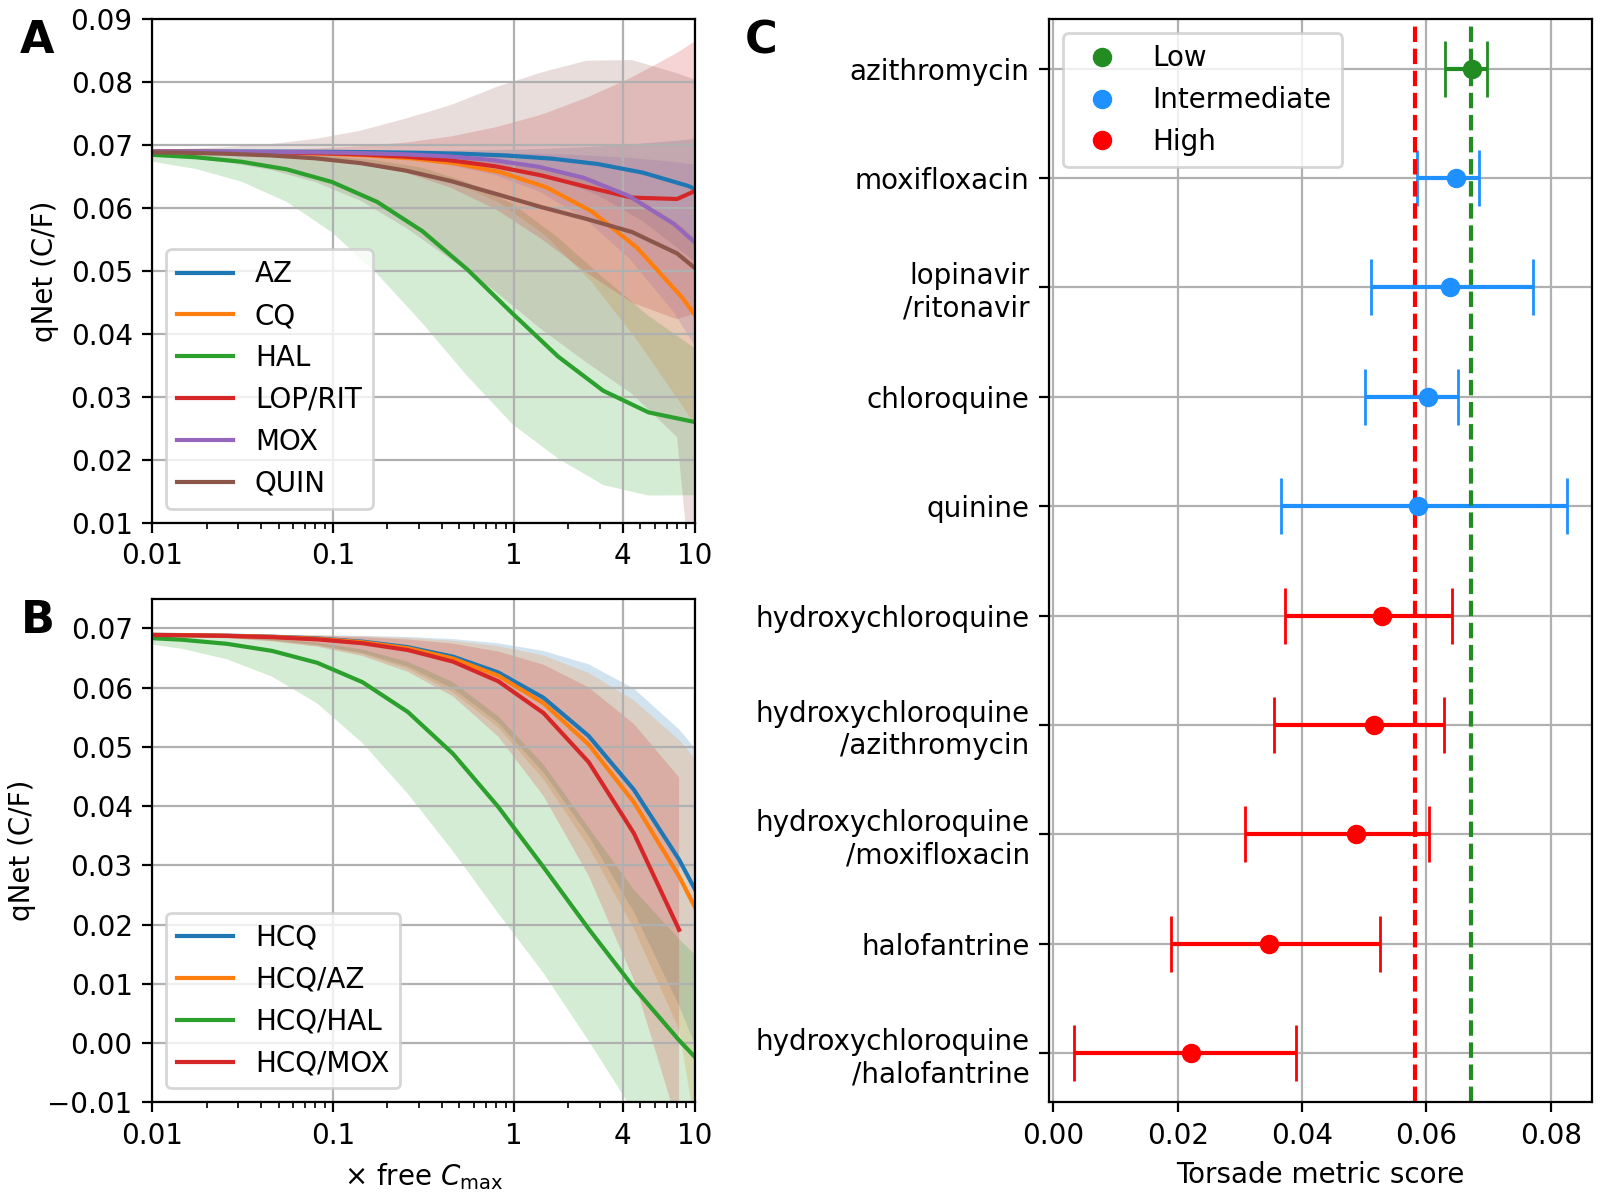 A
0.09
0.08
0.07
0.06
0.05
0.04
0.03
0.02
0.01
qNet (C/F)
AZ
CQ
HAL
LOP/RIT
MOX
QUIN
0.01
0.1
1
4
10
B
0.07
0.06
0.05
0.04
0.03
0.02
0.01
0.00
−0.01
qNet (C/F)
HCQ
HCQ/AZ
HCQ/HAL
HCQ/MOX
0.01
0.1
1
4
10
× free Cmax
C
Low
Intermediate
High
azithromycin
moxifloxacin
lopinavir
/ritonavir
chloroquine
quinine
hydroxychloroquine
hydroxychloroquine
/azithromycin
hydroxychloroquine
/moxifloxacin
halofantrine
hydroxychloroquine
/halofantrine
0.00
0.02
0.04
0.06
0.08
Torsade metric score